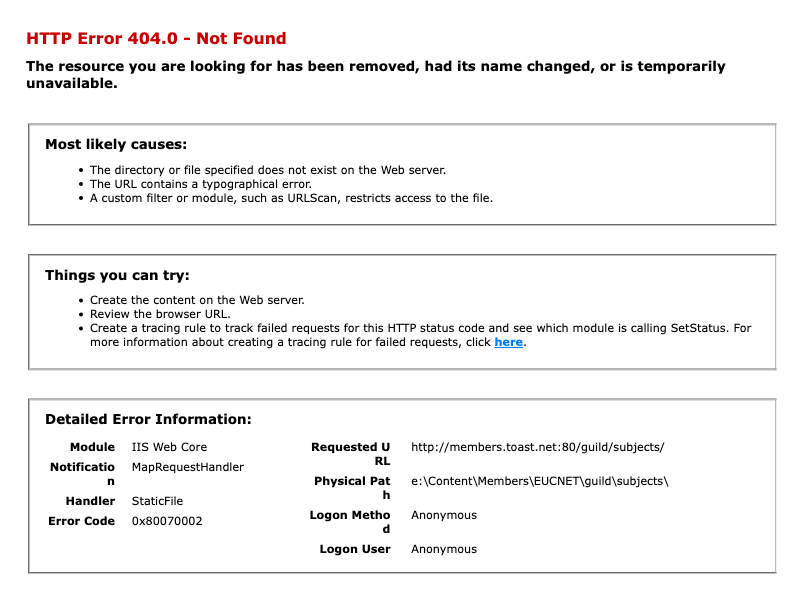 HTTP Error 404.0 - Not Found
The resource you are looking for has been removed, had its name changed, or is temporarily
unavailable.
Most likely causes:
• The directory or file specified does not exist on the Web server.
• The URL contains a typographical error.
• A custom filter or module, such as URLScan, restricts access to the file.
Things you can try:
• Create the content on the Web server.
• Review the browser URL.
• Create a tracing rule to track failed requests for this HTTP status code and see which module is calling SetStatus. For
more information about creating a tracing rule for failed requests, click here.
Detailed Error Information:
Module IIS Web Core
Notificatio MapRequestHandler
n
Handler StaticFile
Error Code 0x80070002
Requested U http://members.toast.net:80/guild/subjects/
RL
Physical Pat e:\Content\Members\EUCNET\guild\subjects\
h
Logon Metho Anonymous
d
Logon User Anonymous